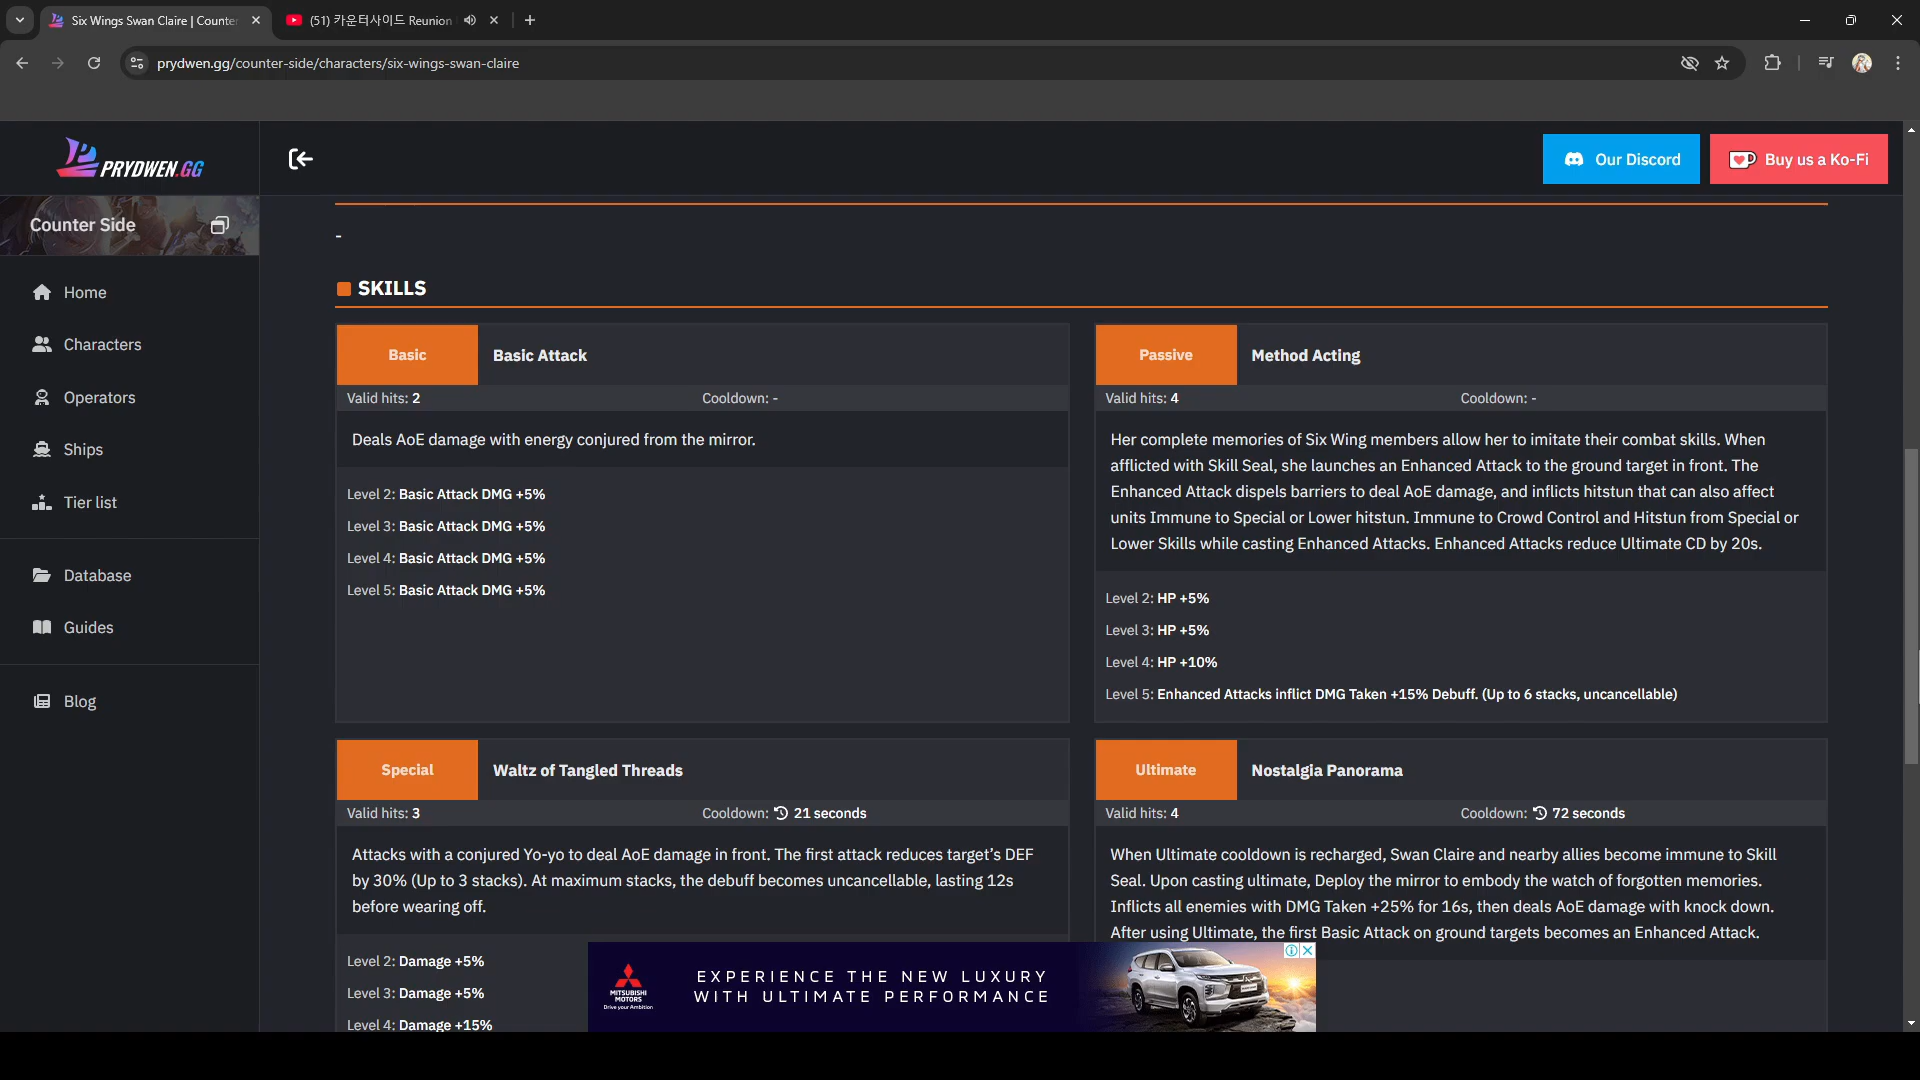 Six Wings Swan Claire | Counter
(51) 카운터사이드 Reunion
prydwen.gg/counter-side/characters/six-wings-swan-claire
PRYDWEN.GG
Our Discord
Buy us a Ko-Fi
Counter Side
Home
Characters
Operators
Ships
Tier list
Database
Guides
Blog
-
SKILLS
Basic
Basic Attack
Valid hits: 2
Cooldown: -
Deals AoE damage with energy conjured from the mirror.
Level 2: Basic Attack DMG +5%
Level 3: Basic Attack DMG +5%
Level 4: Basic Attack DMG +5%
Level 5: Basic Attack DMG +5%
Passive
Method Acting
Valid hits: 4
Cooldown: -
Her complete memories of Six Wing members allow her to imitate their combat skills. When
afflicted with Skill Seal, she launches an Enhanced Attack to the ground target in front. The
Enhanced Attack dispels barriers to deal AoE damage, and inflicts hitstun that can also affect
units Immune to Special or Lower hitstun. Immune to Crowd Control and Hitstun from Special or
Lower Skills while casting Enhanced Attacks. Enhanced Attacks reduce Ultimate CD by 20s.
Level 2: HP +5%
Level 3: HP +5%
Level 4: HP +10%
Level 5: Enhanced Attacks inflict DMG Taken +15% Debuff. (Up to 6 stacks, uncancellable)
Special
Waltz of Tangled Threads
Valid hits: 3
Cooldown: 21 seconds
Attacks with a conjured Yo-yo to deal AoE damage in front. The first attack reduces target's DEF
by 30% (Up to 3 stacks). At maximum stacks, the debuff becomes uncancellable, lasting 12s
before wearing off.
Level 2: Damage +5%
Level 3: Damage +5%
Level 4: Damage +15%
Ultimate
Nostalgia Panorama
Valid hits: 4
Cooldown: 72 seconds
When Ultimate cooldown is recharged, Swan Claire and nearby allies become immune to Skill
Seal. Upon casting ultimate, Deploy the mirror to embody the watch of forgotten memories.
Inflicts all enemies with DMG Taken +25% for 16s, then deals AoE damage with knock down.
After using Ultimate, the first Basic Attack on ground targets becomes an Enhanced Attack.
MITSUBISHI
MOTORS
Drive your Ambition
EXPERIENCE THE NEW LUXURY
WITH ULTIMATE PERFORMANCE